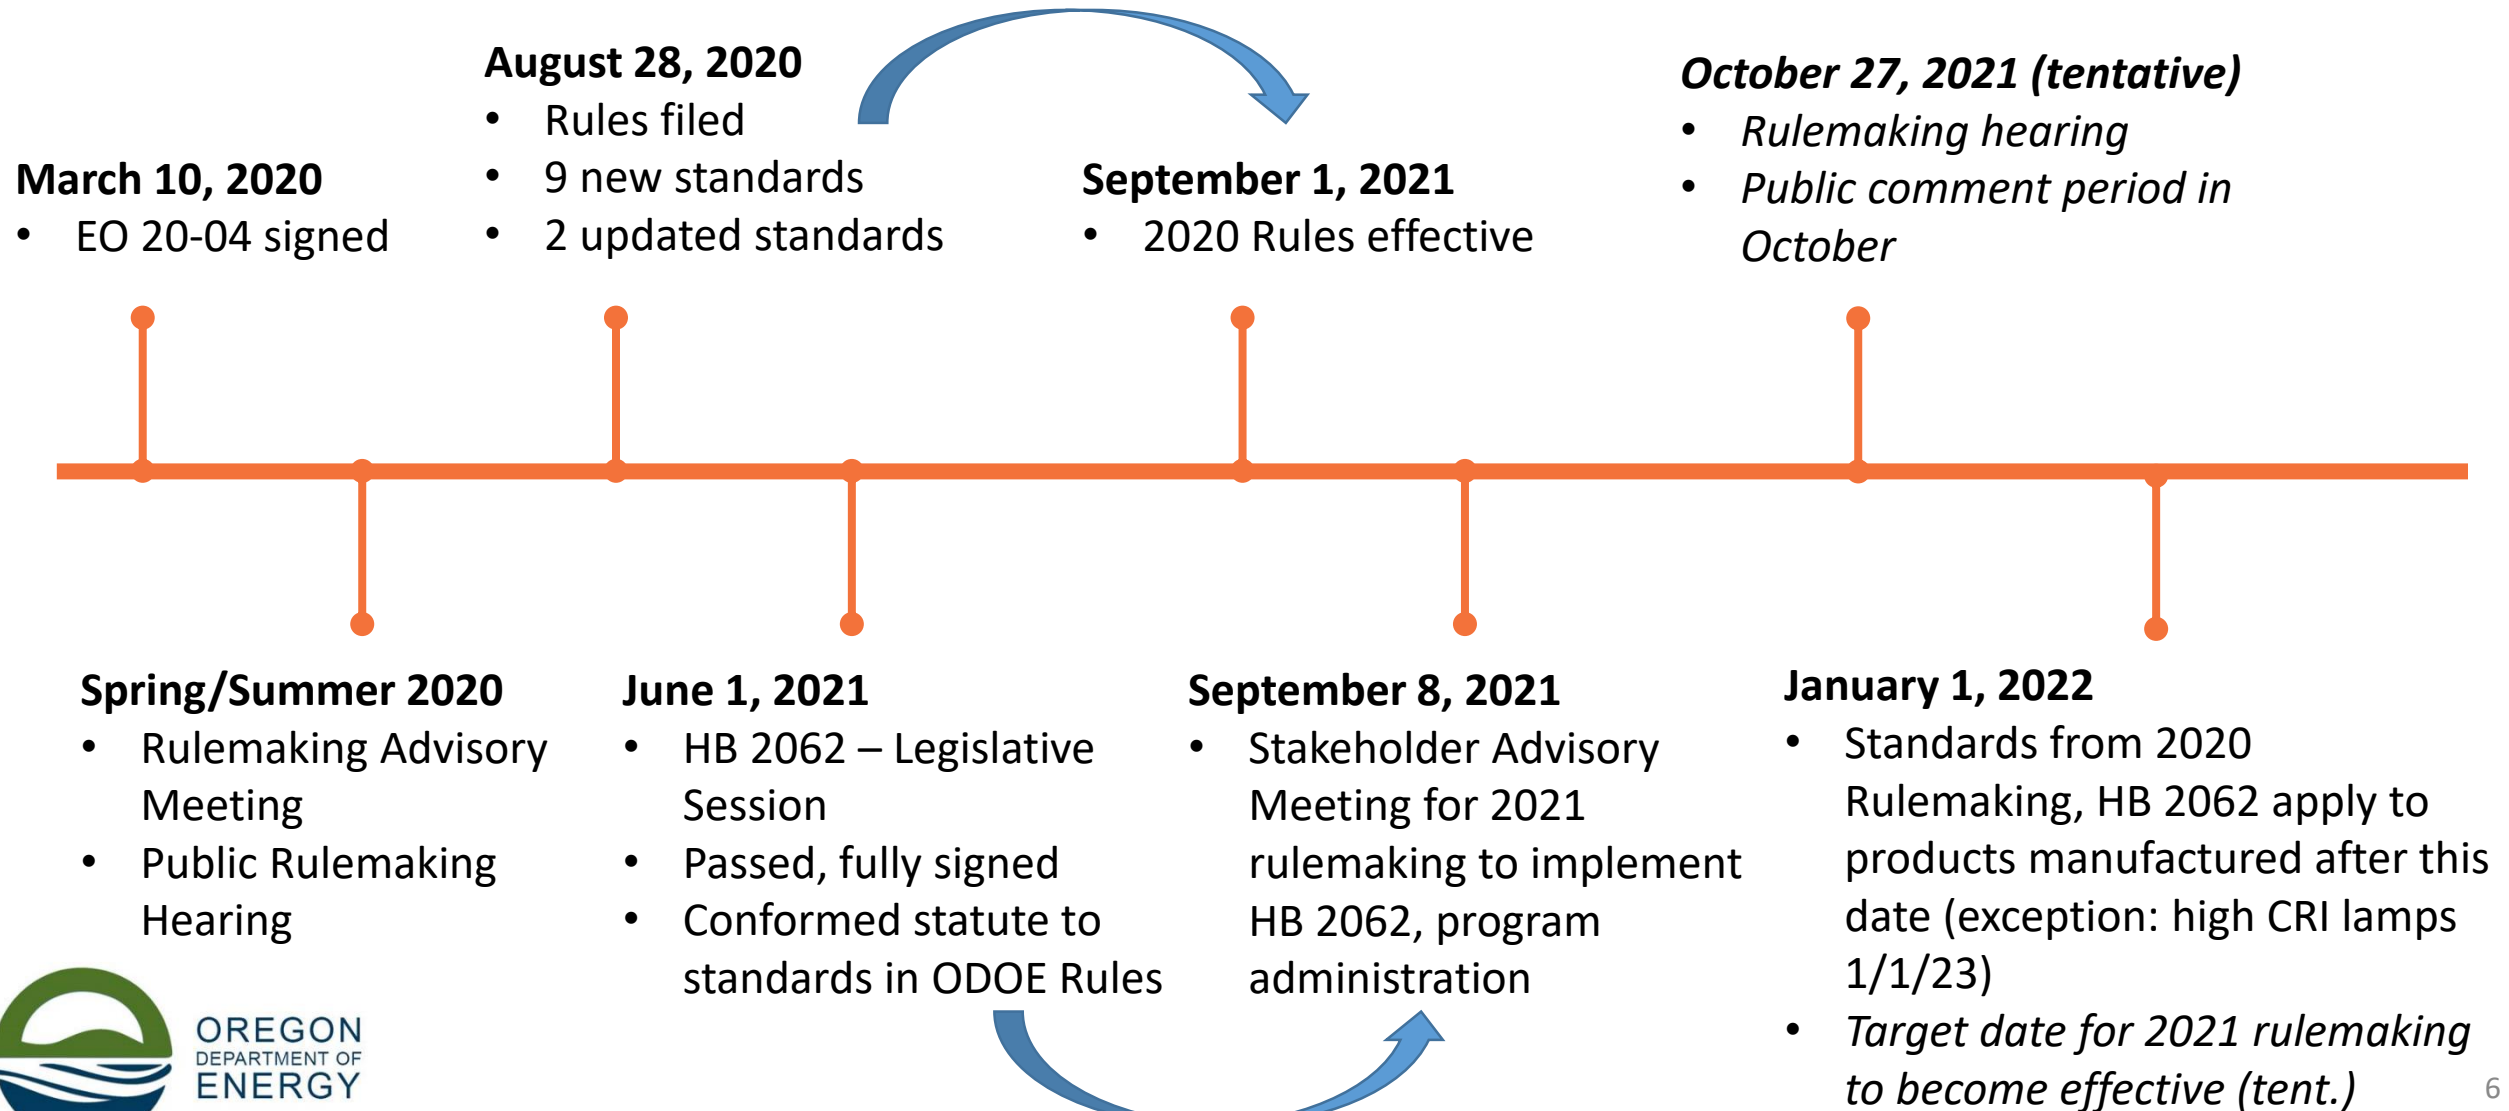 March 10, 2020
• EO 20-04 signed
August 28, 2020
• Rules filed
• 9 new standards
• 2 updated standards
September 1, 2021
• 2020 Rules effective
October 27, 2021 (tentative)
• Rulemaking hearing
• Public comment period in
October
Spring/Summer 2020
• Rulemaking Advisory
Meeting
• Public Rulemaking
Hearing
June 1, 2021
• HB 2062 – Legislative
Session
• Passed, fully signed
• Conformed statute to
standards in ODOE Rules
September 8, 2021
• Stakeholder Advisory
Meeting for 2021
rulemaking to implement
HB 2062, program
administration
January 1, 2022
• Standards from 2020
Rulemaking, HB 2062 apply to
products manufactured after this
date (exception: high CRI lamps
1/1/23)
• Target date for 2021 rulemaking
to become effective (tent.)
OREGON
DEPARTMENT OF
ENERGY
6